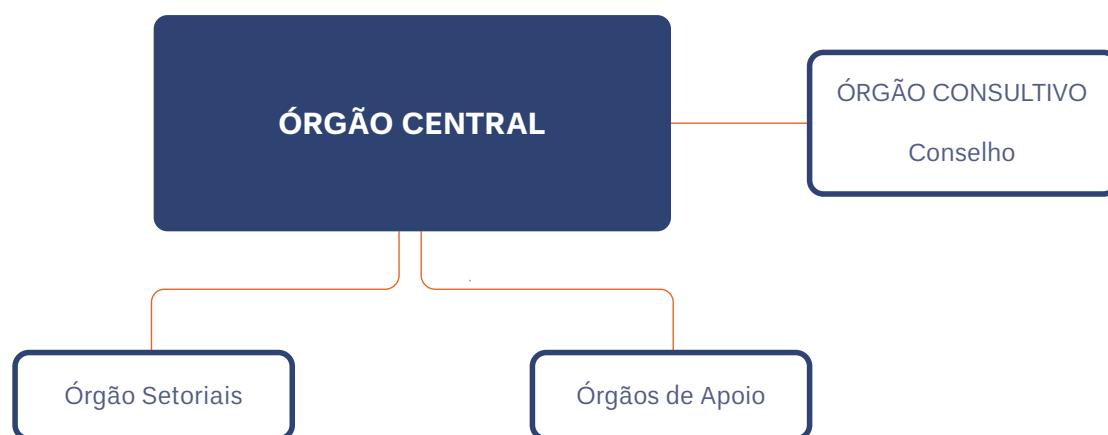 ÓRGÃO CENTRAL
ÓRGÃO CONSULTIVO
Conselho
Órgão Setoriais
Órgãos de Apoio